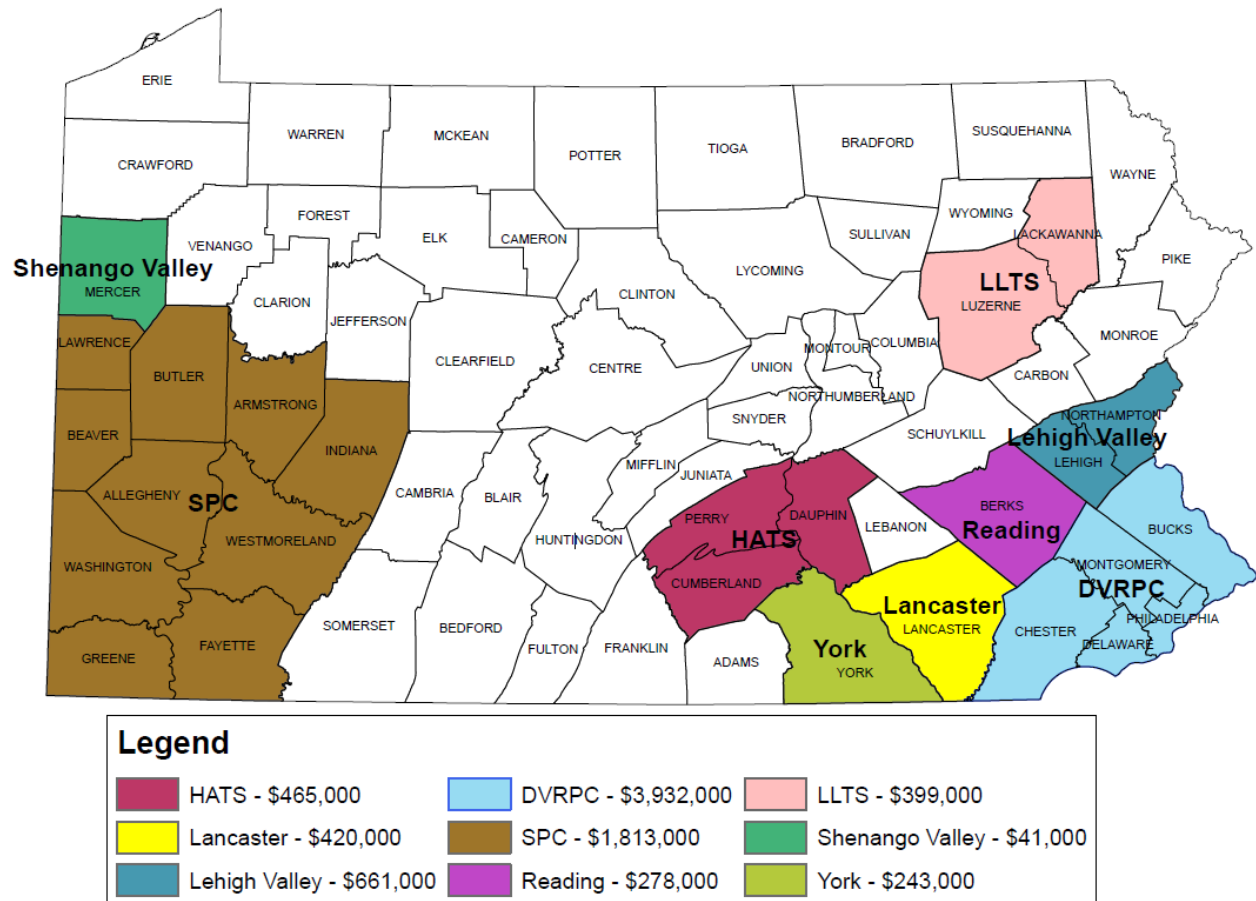 ERIE
WARREN
MCKEAN
POTTER
TIOGA
BRADFORD
SUSQUEHANNA
WAYNE
CRAWFORD
FOREST
VENANGO
ELK
CAMERON
SULLIVAN
WYOMING
LACKAWANNA
PIKE
Shenango Valley
MERCER
CLARION
LYCOMING
CLINTON
LLTS
LUZERNE
JEFFERSON
LAWRENCE
BUTLER
CLEARFIELD
CENTRE
UNION
MONTOUR
COLUMBIA
MONROE
CARBON
ARMSTRONG
NORTHUMBERLAND
SNYDER
NORTHAMPTON
BEAVER
INDIANA
SCHUYLKILL
Lehigh Valley
LEHIGH
MIFFLIN
JUNIATA
CAMBRIA
BLAIR
ALLEGHENY
SPC
WESTMORELAND
PERRY
DAUPHIN
LEBANON
BERKS
Reading
BUCKS
HUNTINGDON
HATS
WASHINGTON
CUMBERLAND
MONTGOMERY
DVRPC
Lancaster
LANCASTER
PHILADELPHIA
CHESTER
DELAWARE
SOMERSET
BEDFORD
FULTON
FRANKLIN
ADAMS
York
YORK
GREENE
FAYETTE
Legend
HATS - $465,000
DVRPC - $3,932,000
LLTS - $399,000
Lancaster - $420,000
SPC - $1,813,000
Shenango Valley - $41,000
Lehigh Valley - $661,000
Reading - $278,000
York - $243,000